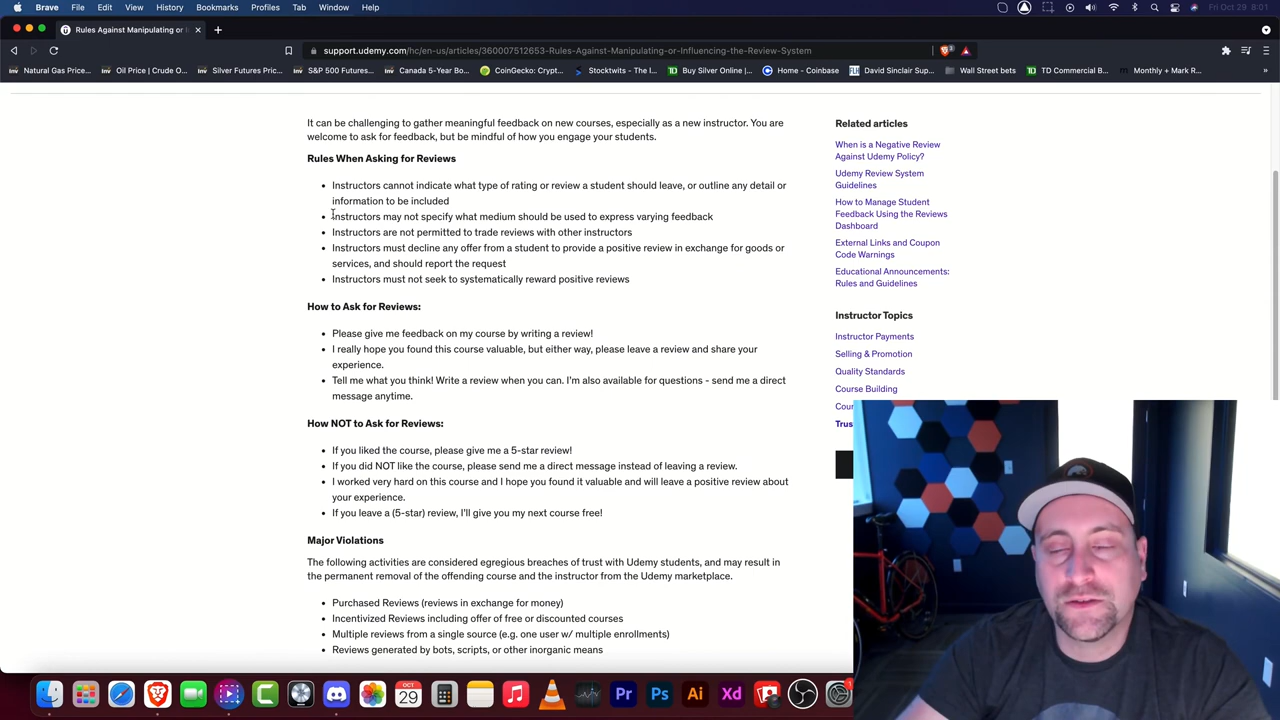 Brave File Edit View History Bookmarks Profiles Tab Window Help
Fri Oct 29 8:01
Rules Against Manipulating or
support.udemy.com/hc/en-us/articles/360007512653-Rules-Against-Manipulating-or-Influencing-the-Review-System
Natural Gas Price... Oil Price | Crude O... Silver Futures Pric... S&P 500 Futures... Canada 5-Year Bo... CoinGecko: Crypt... Stocktwits - The l... Buy Silver Online |... Home - Coinbase David Sinclair Sup... Wall Street bets TD Commercial B... Monthly + Mark R... »
It can be challenging to gather meaningful feedback on new courses, especially as a new instructor. You are
welcome to ask for feedback, but be mindful of how you engage your students.
Rules When Asking for Reviews
• Instructors cannot indicate what type of rating or review a student should leave, or outline any detail or
information to be included
• Instructors may not specify what medium should be used to express varying feedback
• Instructors are not permitted to trade reviews with other instructors
• Instructors must decline any offer from a student to provide a positive review in exchange for goods or
services, and should report the request
• Instructors must not seek to systematically reward positive reviews
How to Ask for Reviews:
• Please give me feedback on my course by writing a review!
• I really hope you found this course valuable, but either way, please leave a review and share your
experience.
• Tell me what you think! Write a review when you can. I'm also available for questions - send me a direct
message anytime.
How NOT to Ask for Reviews:
• If you liked the course, please give me a 5-star review!
• If you did NOT like the course, please send me a direct message instead of leaving a review.
• I worked very hard on this course and I hope you found it valuable and will leave a positive review about
your experience.
• If you leave a (5-star) review, I'll give you my next course free!
Major Violations
The following activities are considered egregious breaches of trust with Udemy students, and may result in
the permanent removal of the offending course and the instructor from the Udemy marketplace.
• Purchased Reviews (reviews in exchange for money)
• Incentivized Reviews including offer of free or discounted courses
• Multiple reviews from a single source (e.g. one user w/ multiple enrollments)
• Reviews generated by bots, scripts, or other inorganic means
Related articles
When is a Negative Review
Against Udemy Policy?
Udemy Review System
Guidelines
How to Manage Student
Feedback Using the Reviews
Dashboard
External Links and Coupon
Code Warnings
Educational Announcements:
Rules and Guidelines
Instructor Topics
Instructor Payments
Selling & Promotion
Quality Standards
Course Building
Cour
Trus
OCT
29
Pr Ps Ai Xd